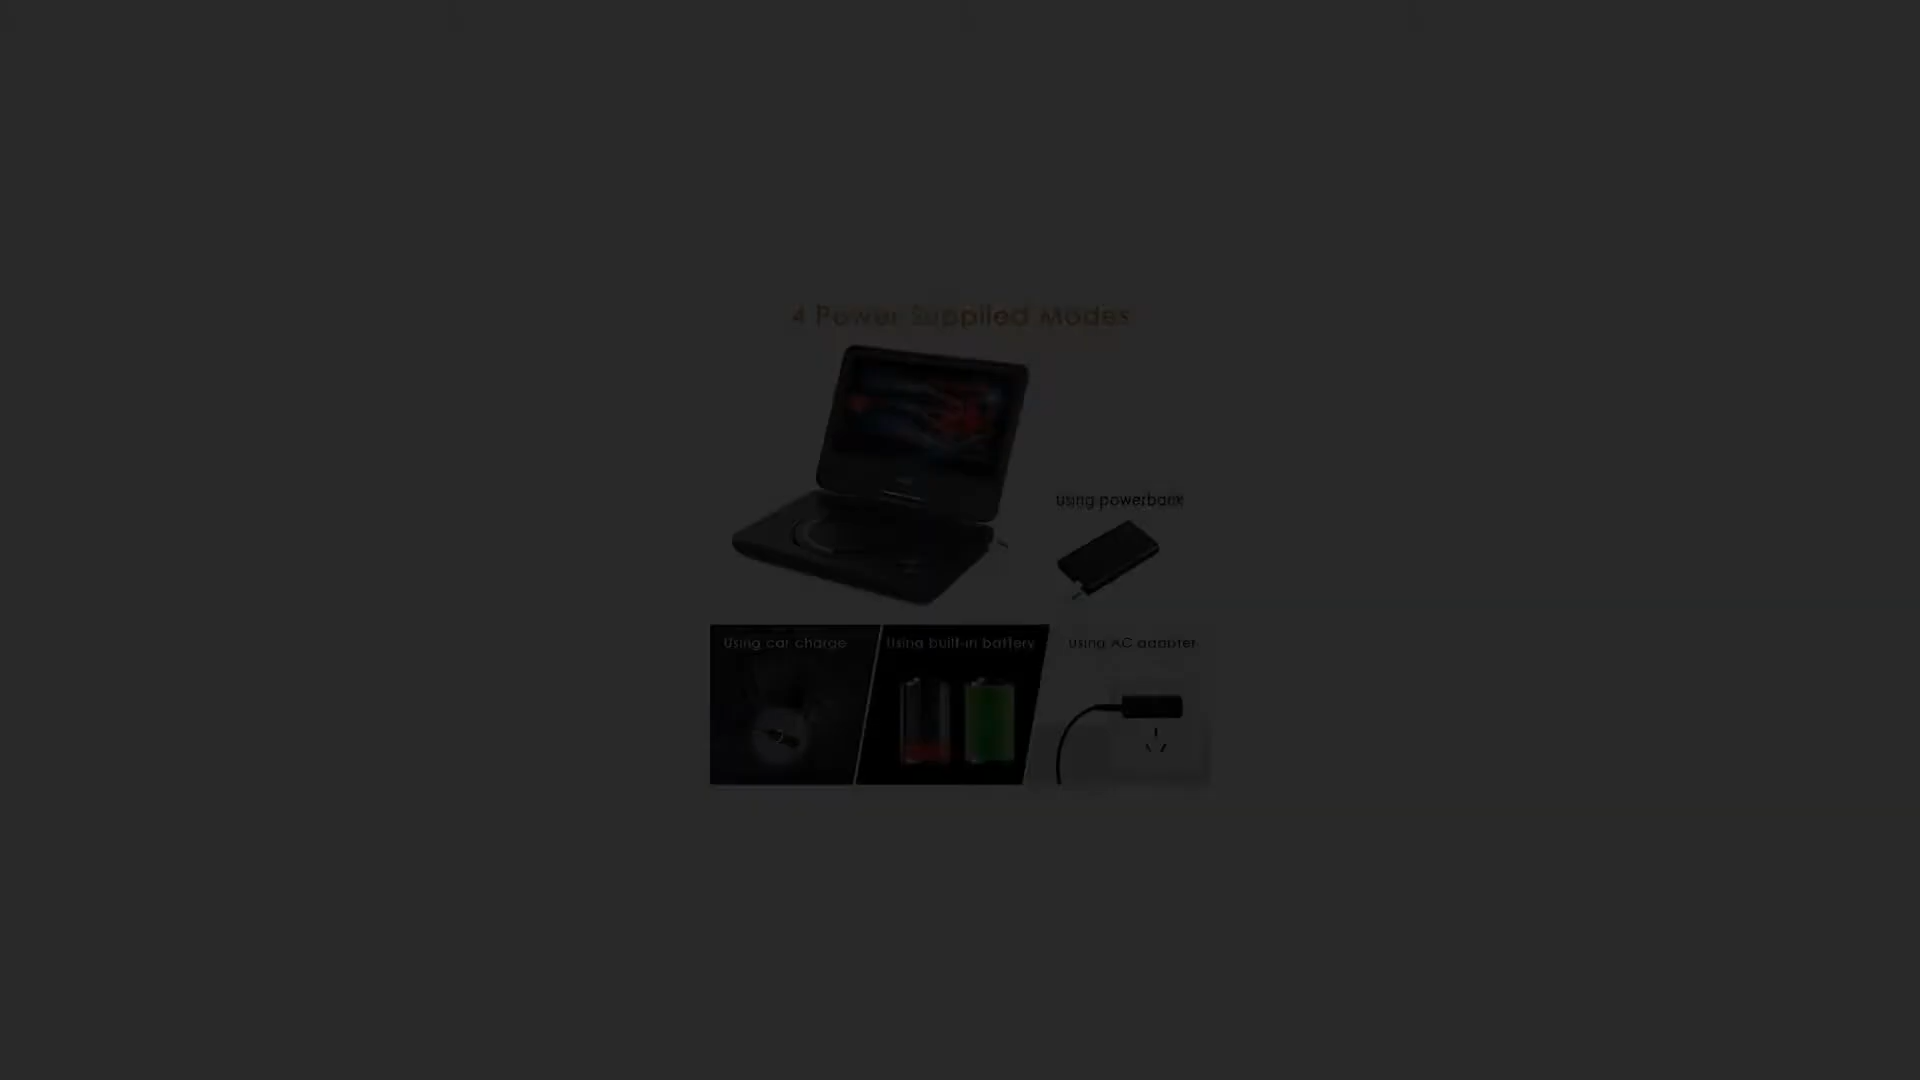 4 Power Supplied Modes
using powerbank
Using car charge
Using built-in battery
using AC adapter